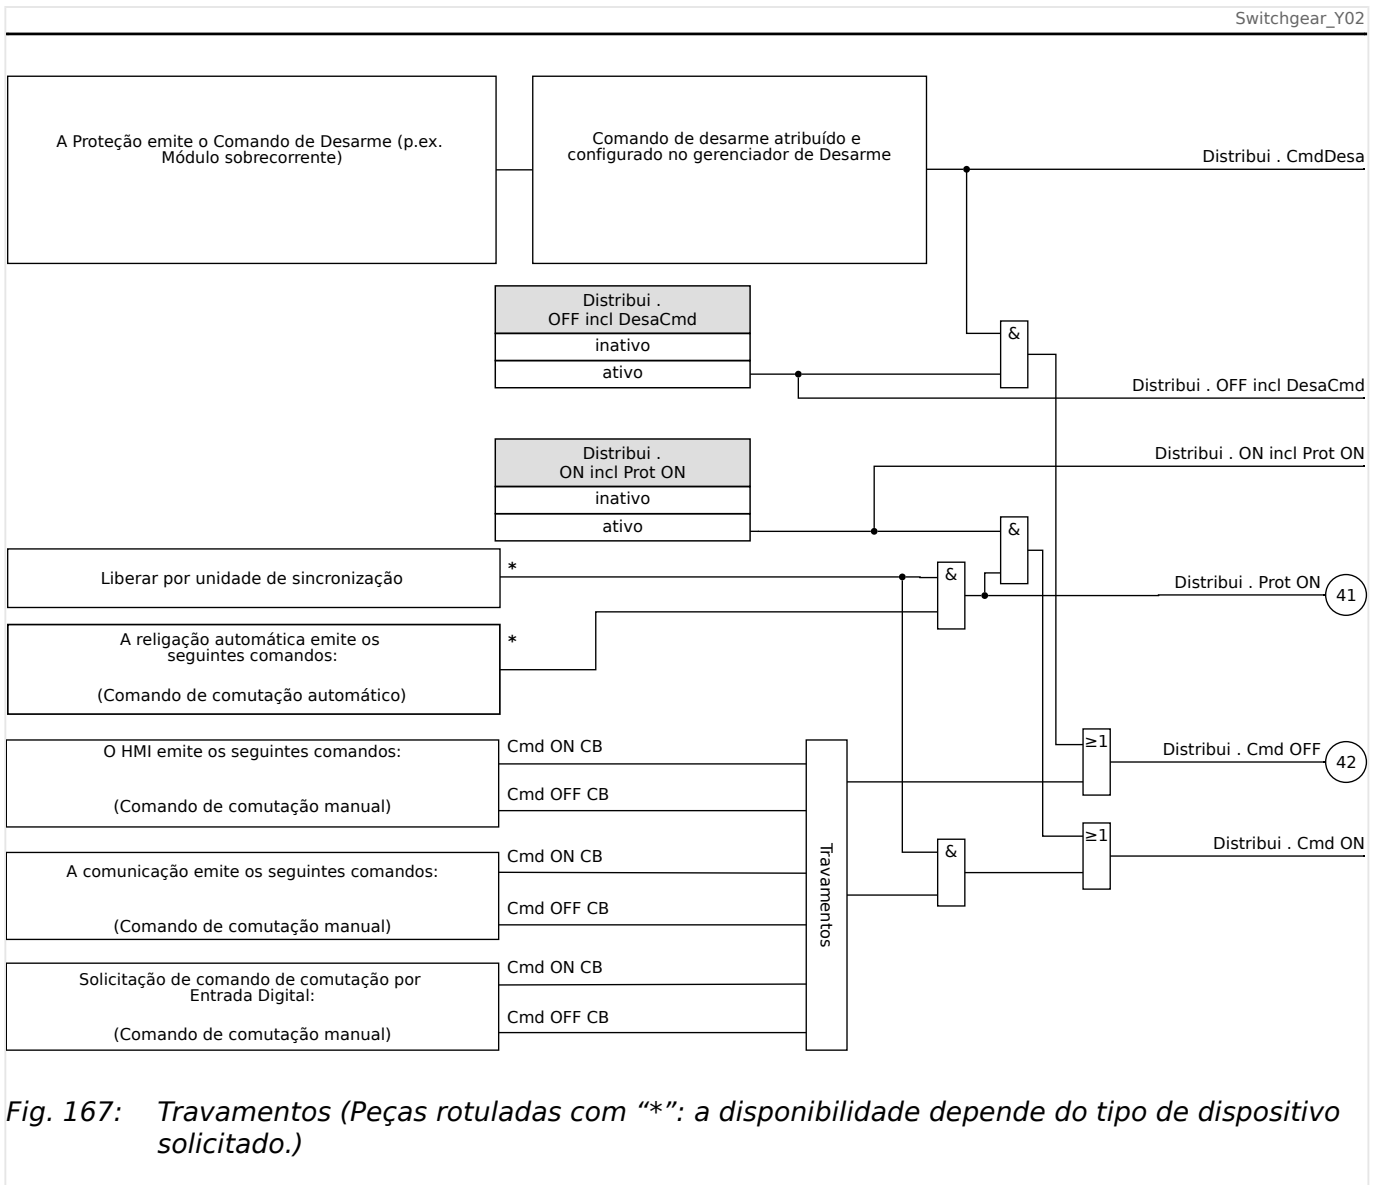 Switchgear_Y02
A Proteção emite o Comando de Desarme (p.ex.
Módulo sobrecorrente)
Comando de desarme atribuído e
configurado no gerenciador de Desarme
Distribui . CmdDesa
Distribui .
OFF incl DesaCmd
inativo
ativo
&
Distribui . OFF incl DesaCmd
Distribui .
ON incl Prot ON
inativo
ativo
Distribui . ON incl Prot ON
&
Liberar por unidade de sincronização
*
&
Distribui . Prot ON
41
A religação automática emite os
seguintes comandos:
(Comando de comutação automático)
*
O HMI emite os seguintes comandos:
(Comando de comutação manual)
Cmd ON CB
Cmd OFF CB
≥1
Distribui . Cmd OFF
42
A comunicação emite os seguintes comandos:
(Comando de comutação manual)
Cmd ON CB
Cmd OFF CB
Travamentos
&
≥1
Distribui . Cmd ON
Solicitação de comando de comutação por
Entrada Digital:
(Comando de comutação manual)
Cmd ON CB
Cmd OFF CB
Fig. 167: Travamentos (Peças rotuladas com “*”: a disponibilidade depende do tipo de dispositivo
solicitado.)